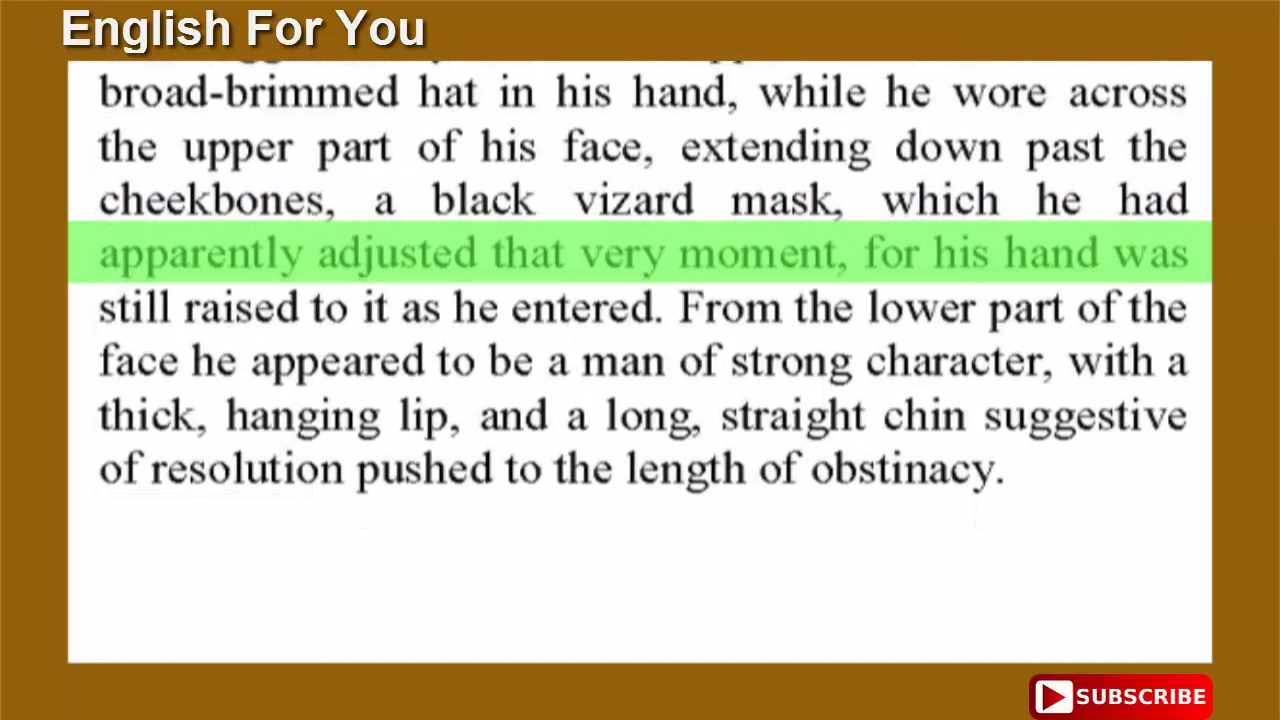 English For You
broad-brimmed hat in his hand, while he wore across
the upper part of his face, extending down past the
cheekbones, a black vizard mask, which he had
apparently adjusted that very moment, for his hand was
still raised to it as he entered. From the lower part of the
face he appeared to be a man of strong character, with a
thick, hanging lip, and a long, straight chin suggestive
of resolution pushed to the length of obstinacy.
SUBSCRIBE